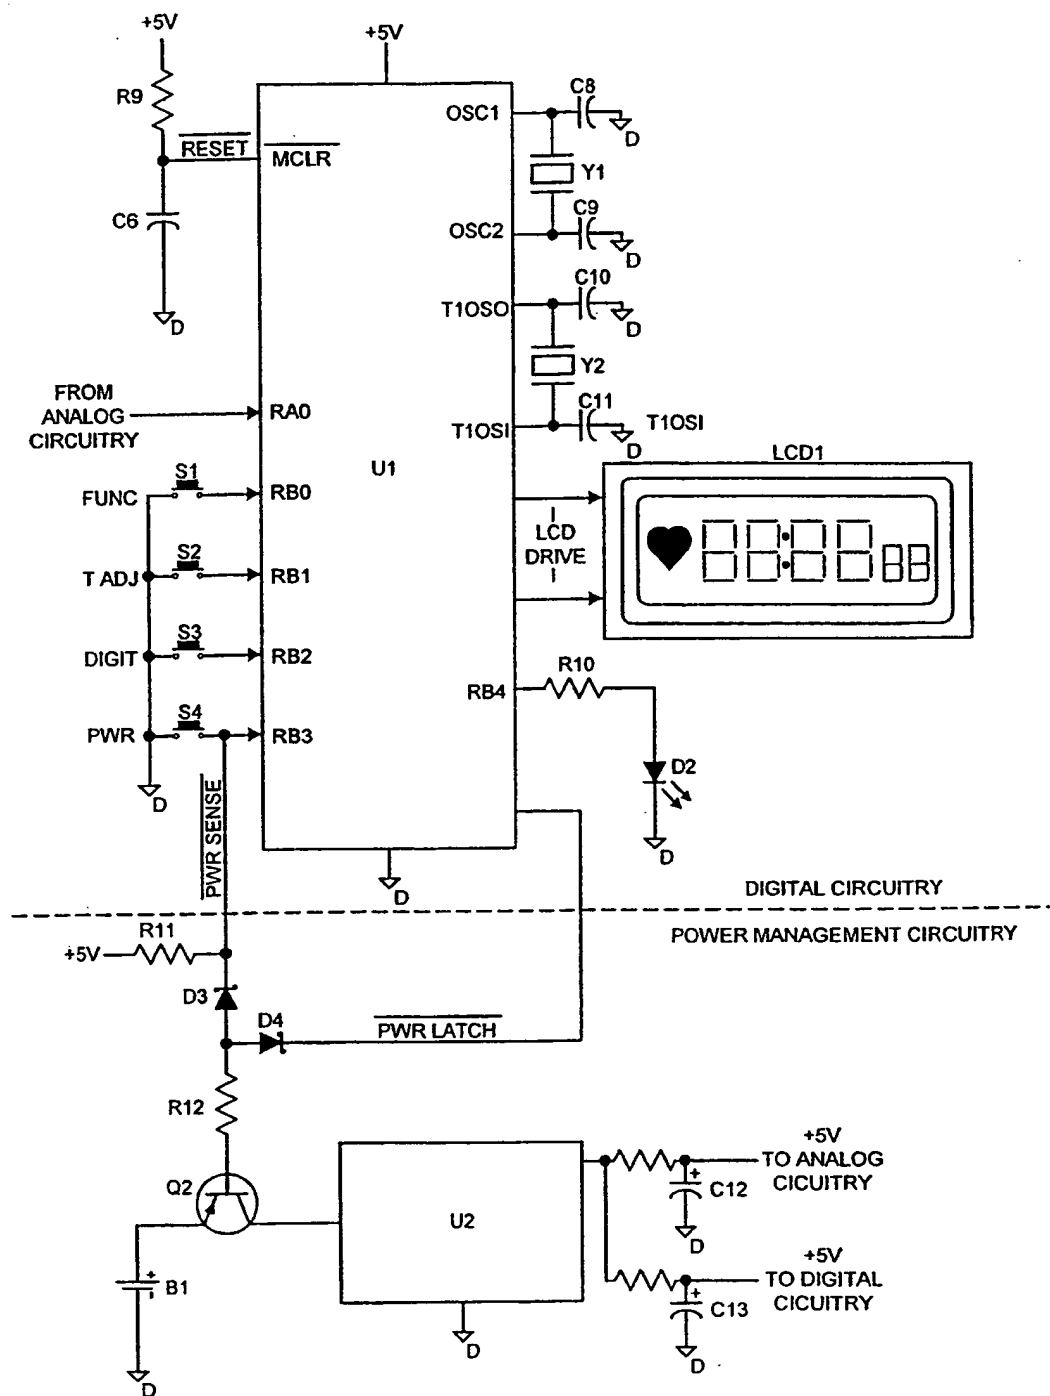 +5V
+5V
R9
RESET
MCLR
C6
D
OSC1
C8
D
Y1
OSC2
C9
D
T1OSO
C10
D
Y2
T1OSI
C11
D
T1OSI
FROM
ANALOG
CIRCUITRY
RA0
U1
LCD1
FUNC
S1
RB0
LCD
DRIVE
T ADJ
S2
RB1
DIGIT
S3
RB2
PWR
S4
RB3
D
RB4
R10
D2
D
PWR SENSE
D
DIGITAL CIRCUITRY
POWER MANAGEMENT CIRCUITRY
+5V
R11
D3
D4
PWR LATCH
R12
Q2
B1
D
U2
D
+5V
TO ANALOG
CICUITRY
+
C12
D
+5V
TO DIGITAL
CICUITRY
+
C13
D
+